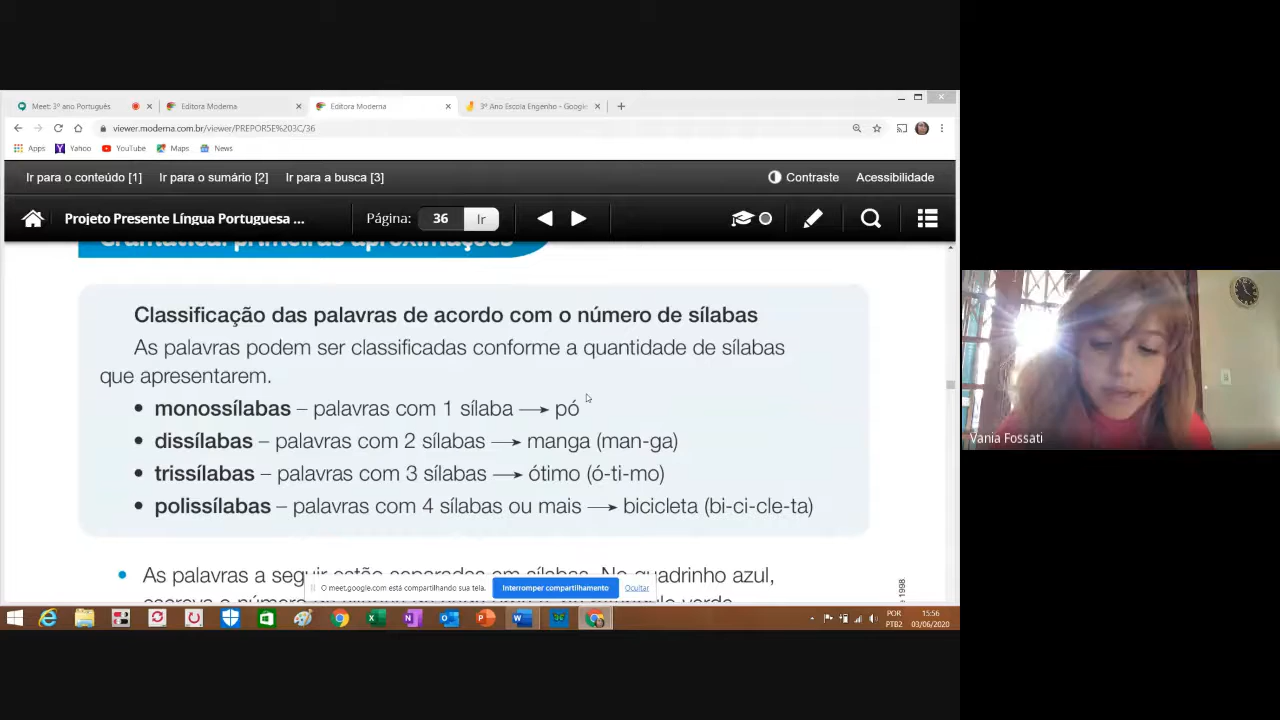 Meet: 3º ano Português
Editora Moderna
Editora Moderna
3º Ano Escola Engenho - Google
viewer.moderna.com.br/viewer/PREPOR5E%203C/36
Apps Yahoo YouTube Maps News
Ir para o conteúdo [1] Ir para o sumário [2] Ir para a busca [3] Contraste Acessibilidade
Projeto Presente Língua Portuguesa ... Página: 36 Ir
Gramática: primeiras aproximações
Classificação das palavras de acordo com o número de sílabas
As palavras podem ser classificadas conforme a quantidade de sílabas
que apresentarem.
• monossílabas – palavras com 1 sílaba → pó
• dissílabas – palavras com 2 sílabas → manga (man-ga)
• trissílabas – palavras com 3 sílabas → ótimo (ó-ti-mo)
• polissílabas – palavras com 4 sílabas ou mais → bicicleta (bi-ci-cle-ta)
• As palavras a seguir estão separadas em sílabas. No quadrinho azul,
O meet.google.com está compartilhando sua tela. Interromper compartilhamento Ocultar
e 1998.
POR 15:56
PTB2 03/06/2020
Vania Fossati